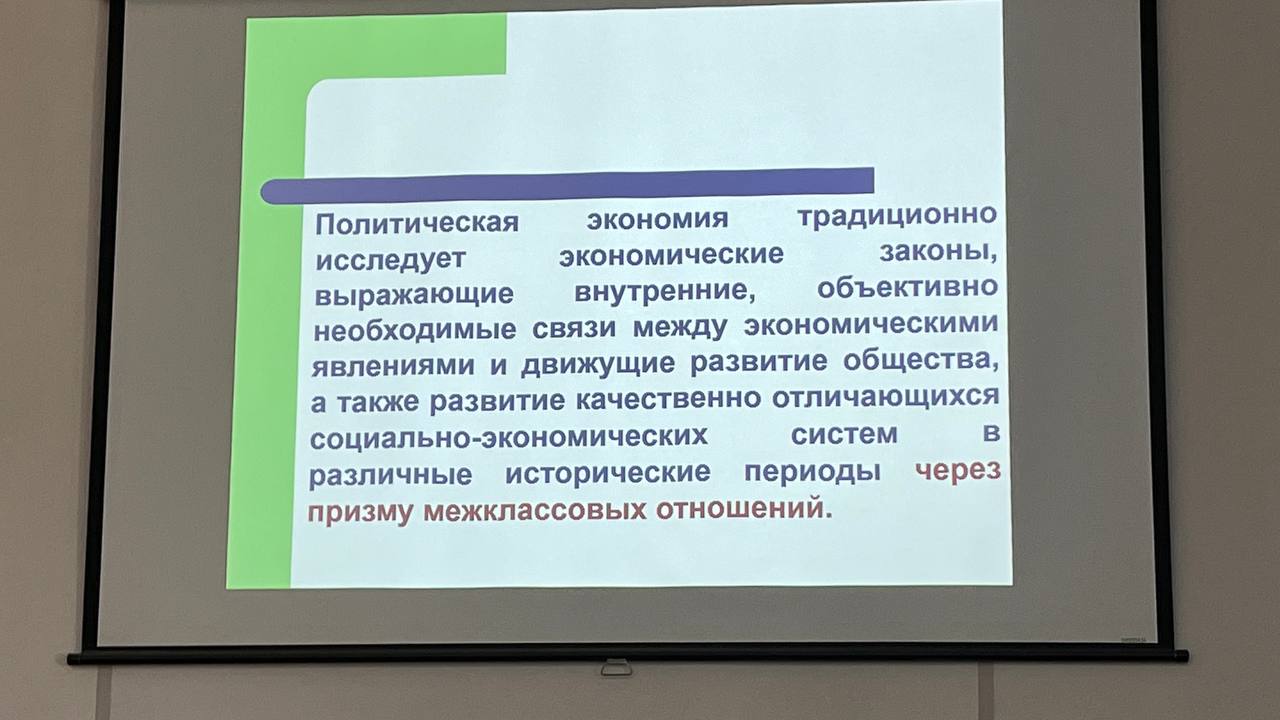 Политическая экономия традиционно
исследует экономические законы,
выражающие внутренние, объективно
необходимые связи между экономическими
явлениями и движущие развитие общества,
а также развитие качественно отличающихся
социально-экономических систем в
различные исторические периоды через
призму межклассовых отношений.